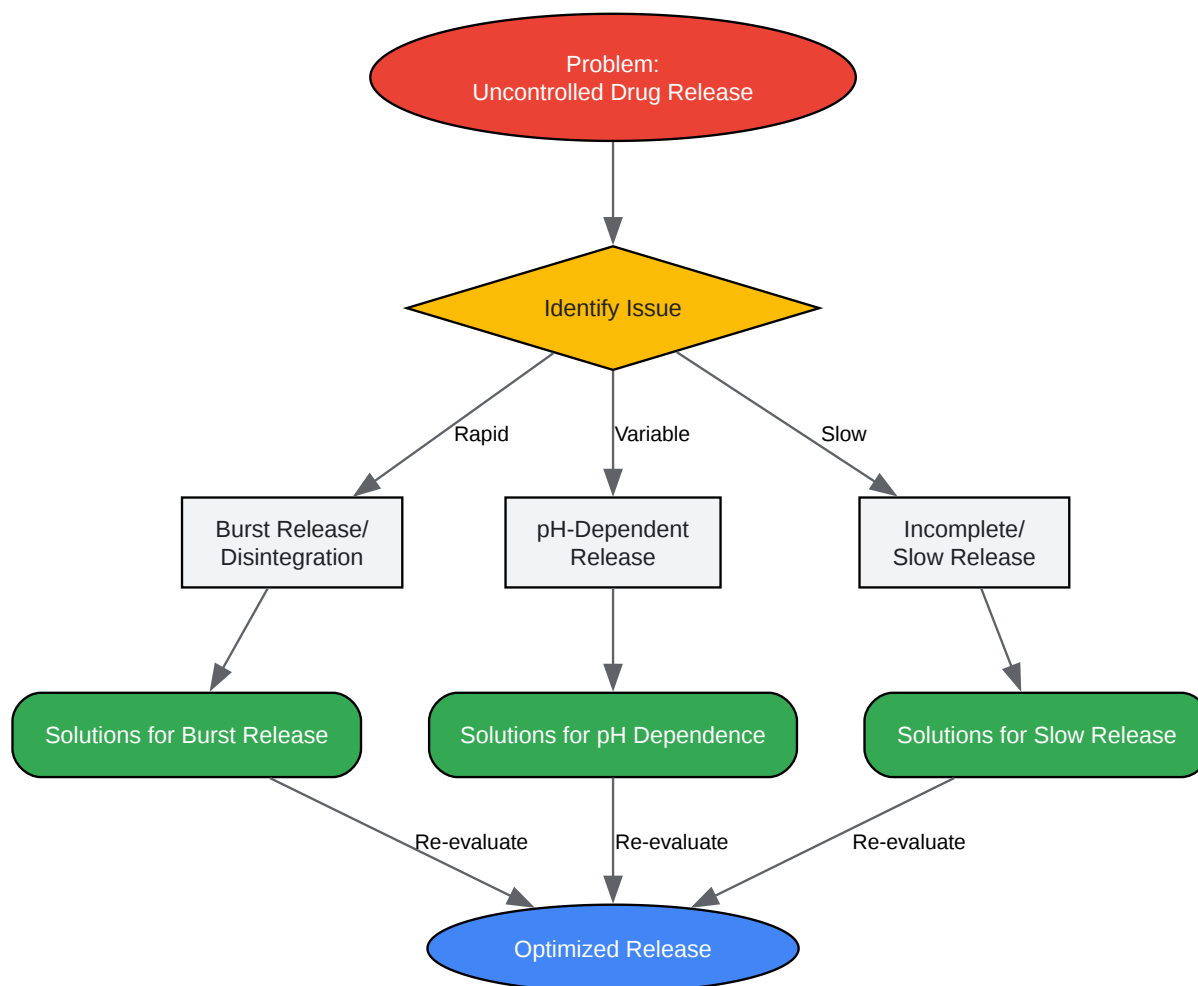 Problem:
Uncontrolled Drug Release
Identify Issue
Rapid
Variable
Slow
Burst Release/
Disintegration
pH-Dependent
Release
Incomplete/
Slow Release
Solutions for Burst Release
Solutions for pH Dependence
Solutions for Slow Release
Re-evaluate
Re-evaluate
Re-evaluate
Optimized Release